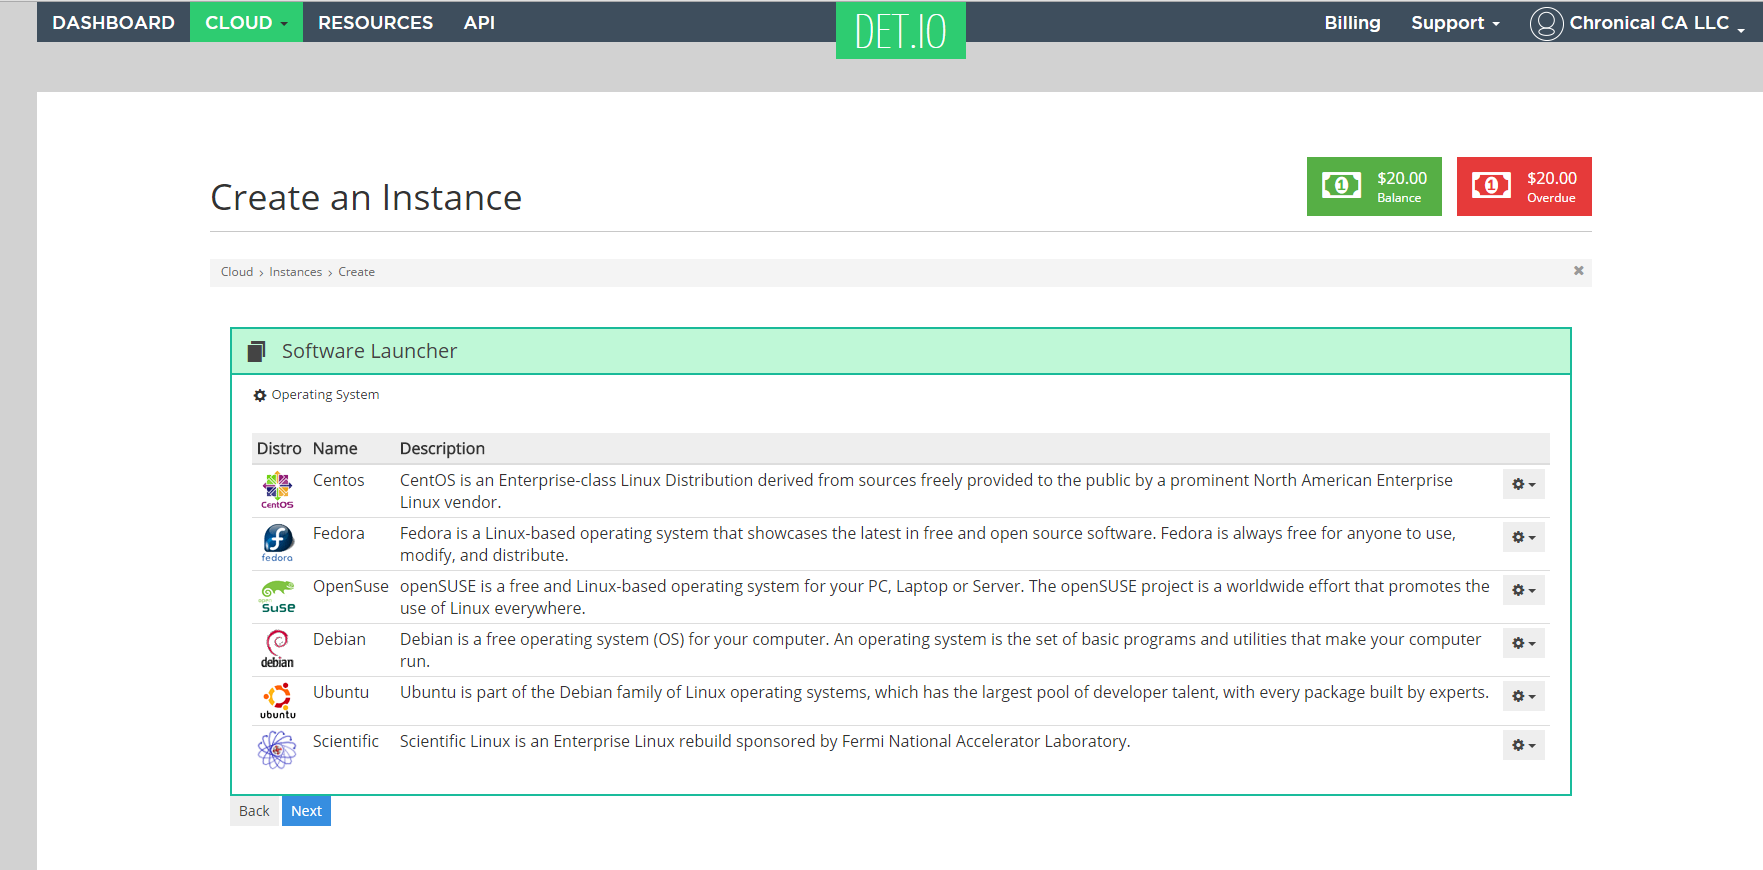 DASHBOARD CLOUD RESOURCES API DET.IO Billing Support Chronical CA LLC
Create an Instance
$20.00
Balance
$20.00
Overdue
Cloud › Instances › Create
Software Launcher
Operating System
Distro Name Description
CentOS
Centos
CentOS is an Enterprise-class Linux Distribution derived from sources freely provided to the public by a prominent North American Enterprise
Linux vendor.
fedora
Fedora
Fedora is a Linux-based operating system that showcases the latest in free and open source software. Fedora is always free for anyone to use,
modify, and distribute.
open
SUSE
OpenSuse
openSUSE is a free and Linux-based operating system for your PC, Laptop or Server. The openSUSE project is a worldwide effort that promotes the
use of Linux everywhere.
debian
Debian
Debian is a free operating system (OS) for your computer. An operating system is the set of basic programs and utilities that make your computer
run.
ubuntu
Ubuntu
Ubuntu is part of the Debian family of Linux operating systems, which has the largest pool of developer talent, with every package built by experts.
Scientific
Scientific Linux is an Enterprise Linux rebuild sponsored by Fermi National Accelerator Laboratory.
Back Next